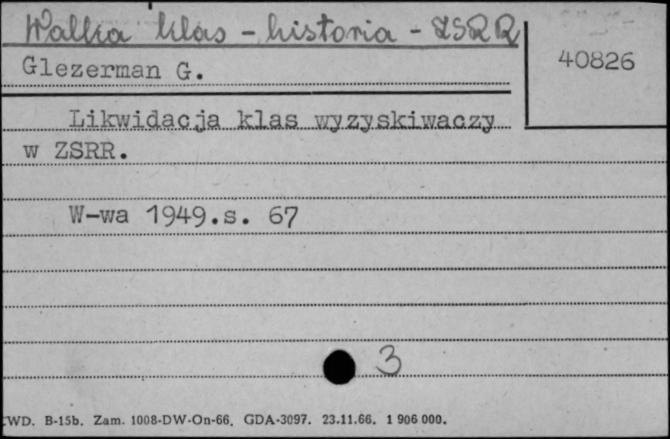 Walka klas - historia - ZSRR
40826
Glezerman G.
Likwidacja klas wyzyskiwaczy
w ZSRR.
W-wa 1949.s. 67
3
WD. B-15b. Zam. 1008-DW-On-66. GDA-3097. 23.11.66. 1 906 000.